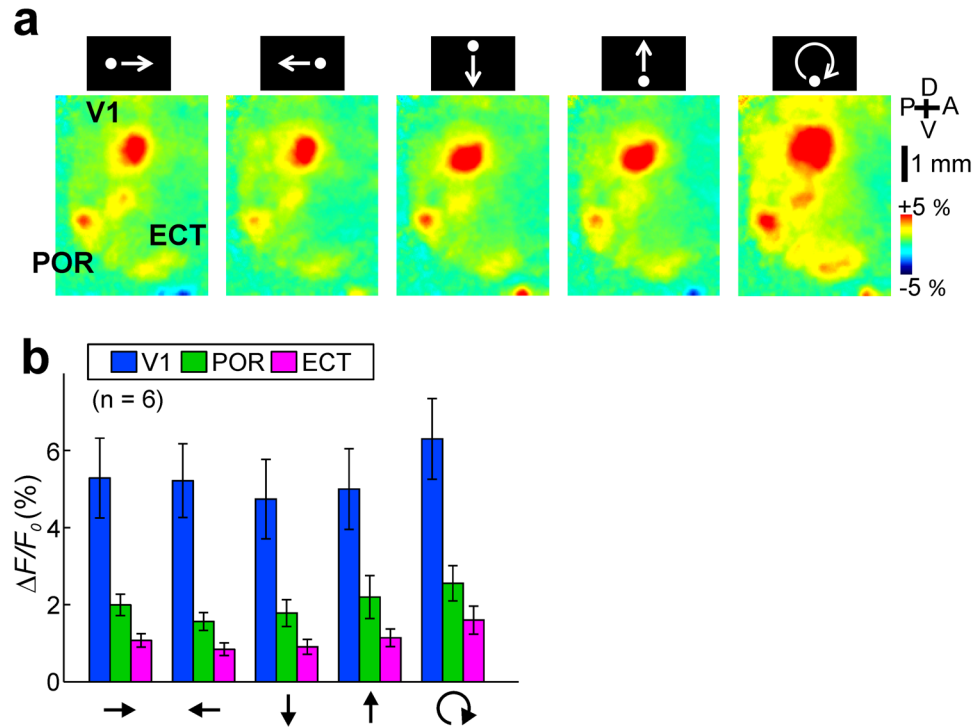 a
D
P A
V
V1
1 mm
ECT
POR
+5 %
-5 %
b
V1 POR ECT
(n = 6)
6
4
2
0
ΔF/F₀ (%)